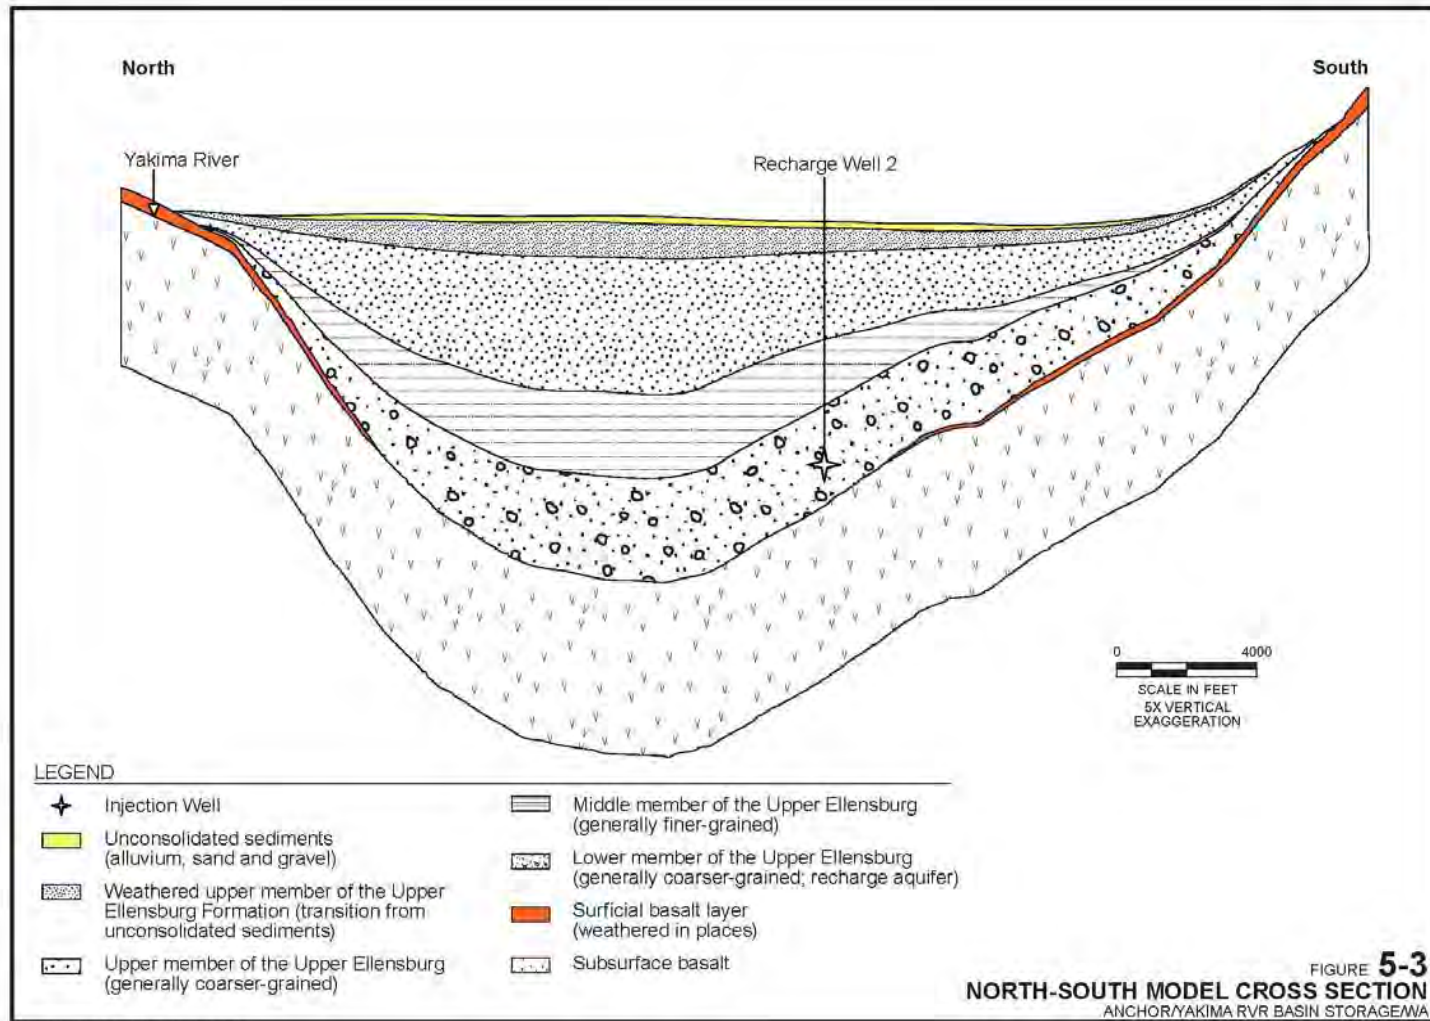 North
South
Yakima River
Recharge Well 2
0 4000
SCALE IN FEET
5X VERTICAL
EXAGGERATION
LEGEND
Injection Well
Unconsolidated sediments
(alluvium, sand and gravel)
Weathered upper member of the Upper
Ellensburg Formation (transition from
unconsolidated sediments)
Upper member of the Upper Ellensburg
(generally coarser-grained)
Middle member of the Upper Ellensburg
(generally finer-grained)
Lower member of the Upper Ellensburg
(generally coarser-grained; recharge aquifer)
Surficial basalt layer
(weathered in places)
Subsurface basalt
FIGURE 5-3
NORTH-SOUTH MODEL CROSS SECTION
ANCHOR/YAKIMA RVR BASIN STORAGE/WA